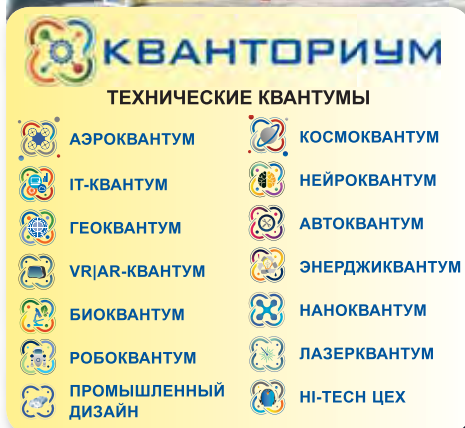 КВАНТОРИУМ
ТЕХНИЧЕСКИЕ КВАНТУМЫ
АЭРОКВАНТУМ
IT-КВАНТУМ
ГЕОКВАНТУМ
VR|AR-КВАНТУМ
БИОКВАНТУМ
РОБОКВАНТУМ
ПРОМЫШЛЕННЫЙ
ДИЗАЙН
КОСМОКВАНТУМ
НЕЙРОКВАНТУМ
АВТОКВАНТУМ
ЭНЕРДЖИКВАНТУМ
НАНОКВАНТУМ
ЛАЗЕРКВАНТУМ
HI-TECH ЦЕХ